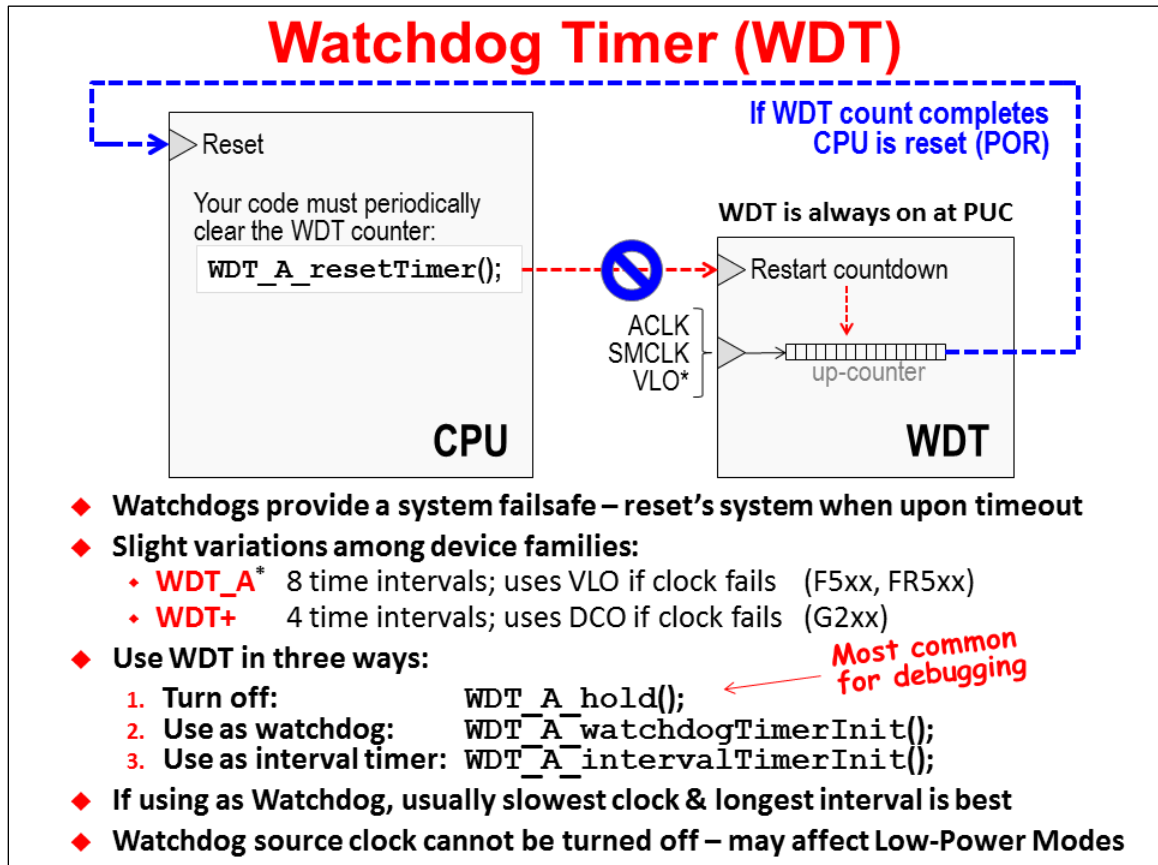 Watchdog Timer (WDT)
If WDT count completes
CPU is reset (POR)
Reset
Your code must periodically
clear the WDT counter:
WDT_A_resetTimer();
WDT is always on at PUC
Restart countdown
ACLK
SMCLK
VLO*
up-counter
CPU
WDT
◆ Watchdogs provide a system failsafe – reset's system when upon timeout
◆ Slight variations among device families:
◆ WDT_A* 8 time intervals; uses VLO if clock fails (F5xx, FR5xx)
◆ WDT+ 4 time intervals; uses DCO if clock fails (G2xx)
◆ Use WDT in three ways:
Most common
for debugging
1. Turn off: WDT_A_hold();
2. Use as watchdog: WDT_A_watchdogTimerInit();
3. Use as interval timer: WDT_A_intervalTimerInit();
◆ If using as Watchdog, usually slowest clock & longest interval is best
◆ Watchdog source clock cannot be turned off – may affect Low-Power Modes